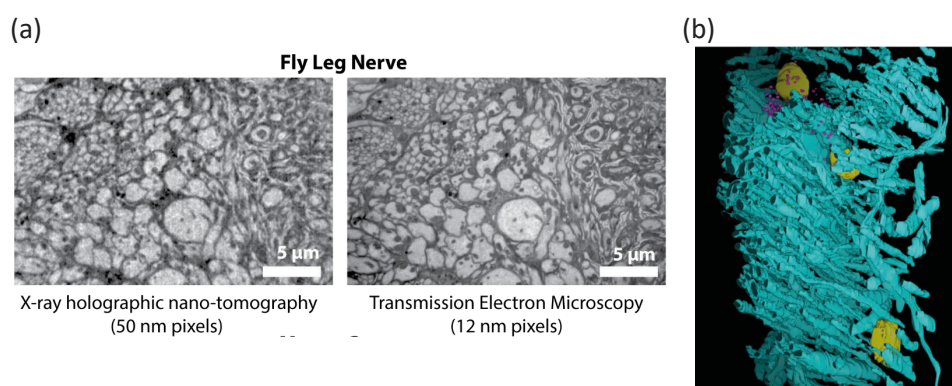 (a)
(b)
Fly Leg Nerve
5 µm
5 µm
X-ray holographic nano-tomography
(50 nm pixels)
Transmission Electron Microscopy
(12 nm pixels)